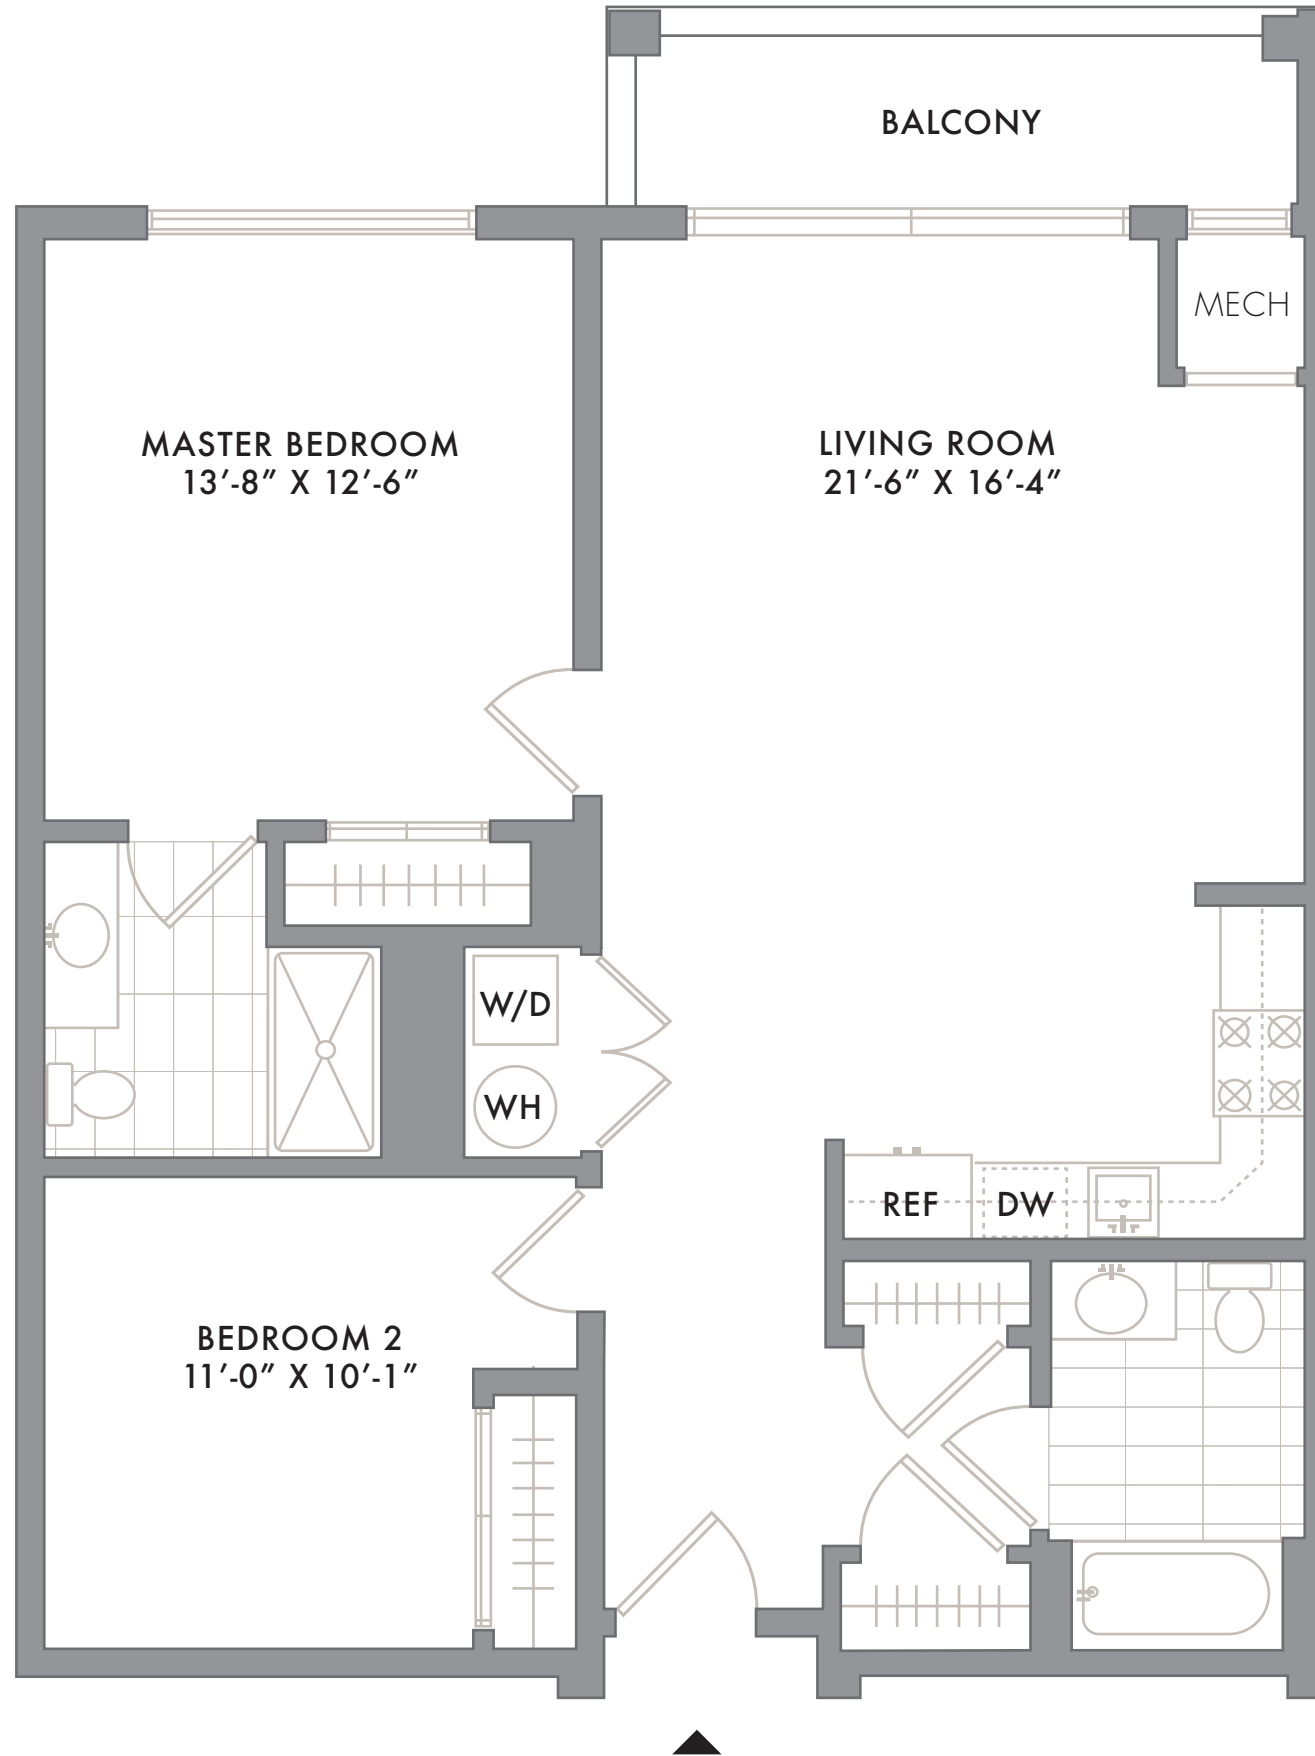 BALCONY
MECH
MASTER BEDROOM
13’-8” X 12’-6”
LIVING ROOM
21’-6” X 16’-4”
W/D
WH
REF
DW
BEDROOM 2
11’-0” X 10’-1”